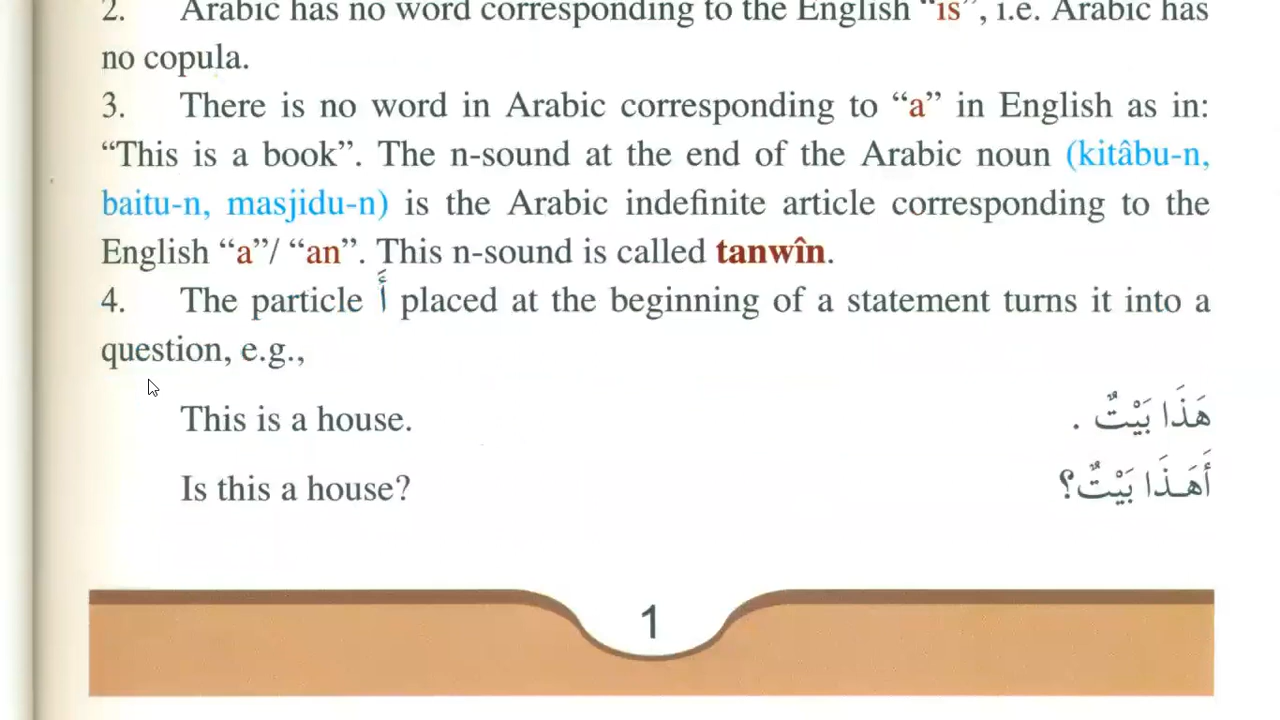 2. Arabic has no word corresponding to the English “is”, i.e. Arabic has
no copula.
3. There is no word in Arabic corresponding to “a” in English as in:
“This is a book”. The n-sound at the end of the Arabic noun (kitâbu-n,
baitu-n, masjidu-n) is the Arabic indefinite article corresponding to the
English “a”/ “an”. This n-sound is called tanwîn.
4. The particle أَ placed at the beginning of a statement turns it into a
question, e.g.,
This is a house. هَذَا بَيْتٌ .
Is this a house? أَهَـذَا بَيْتٌ؟
1